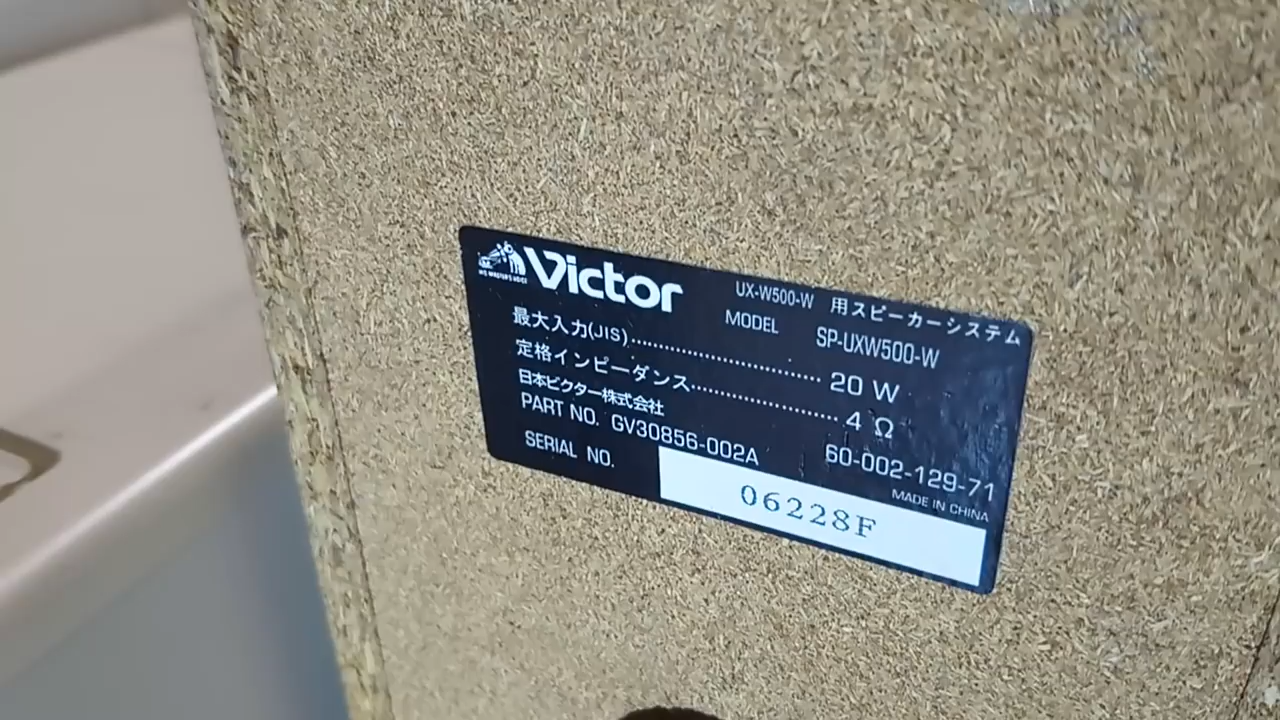 HIS MASTER'S VOICE
Victor
UX-W500-W 用スピーカーシステム
MODEL SP-UXW500-W
最大入力(JIS)........................ 20 W
定格インピーダンス........................ 4 Ω
日本ビクター株式会社
PART NO. GV30856-002A 60-002-129-71
MADE IN CHINA
SERIAL NO. 06228F